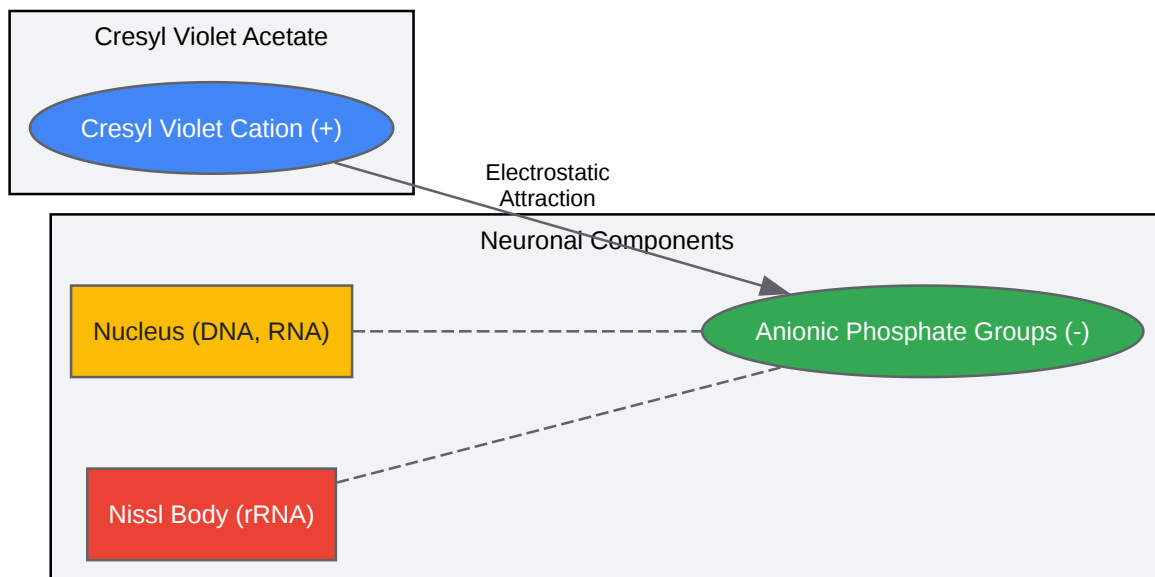 Cresyl Violet Acetate
Cresyl Violet Cation (+)
Electrostatic
Attraction
Neuronal Components
Nucleus (DNA, RNA)
Anionic Phosphate Groups (-)
Nissl Body (rRNA)